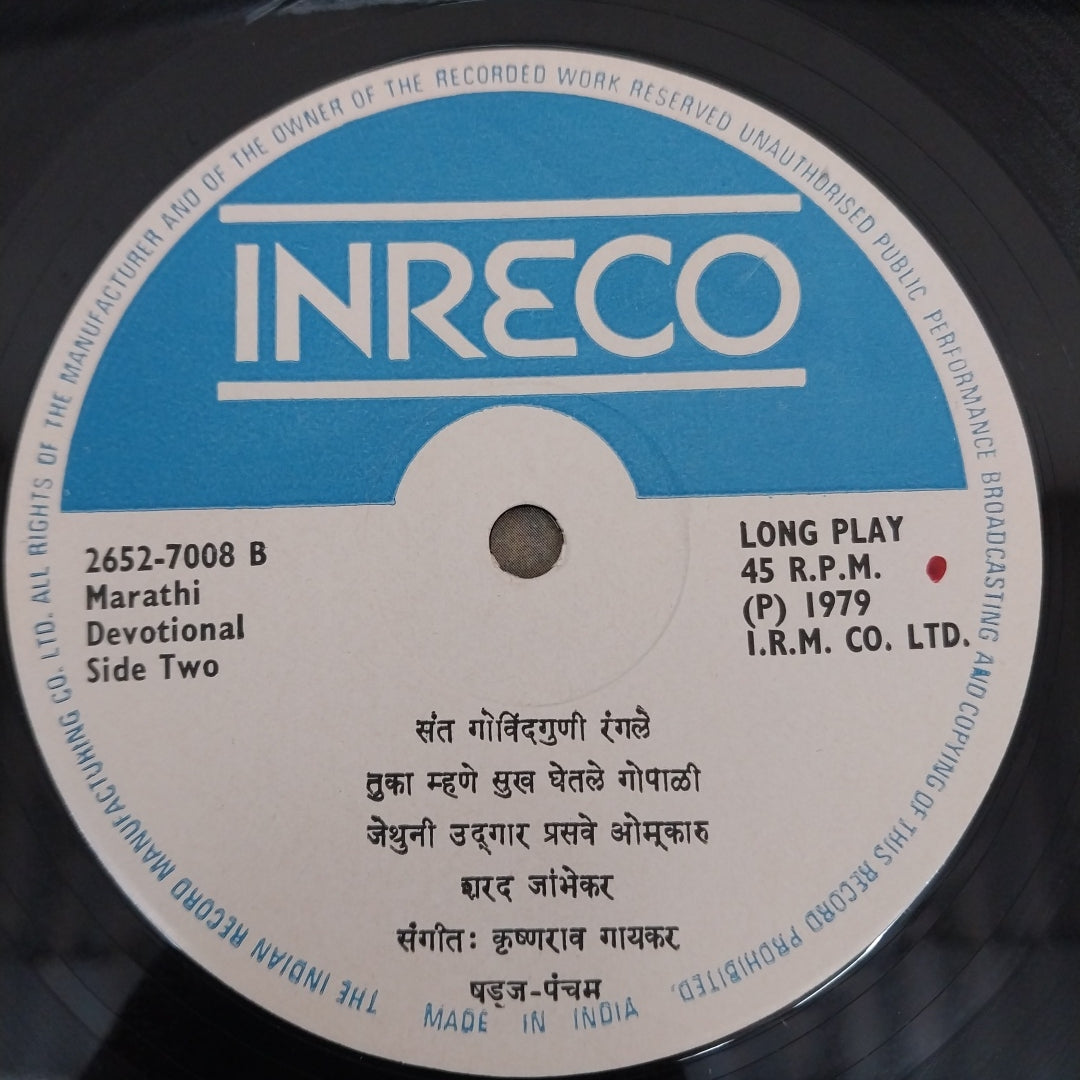 THE INDIAN RECORD MANUFACTURING CO. LTD. ALL RIGHTS OF THE MANUFACTURER AND OF THE OWNER OF THE RECORDED WORK RESERVED UNAUTHORISED PUBLIC PERFORMANCE BROADCASTING AND COPYING OF THIS RECORD PROHIBITED.
INRECO
2652-7008 B
Marathi
Devotional
Side Two
LONG PLAY
45 R.P.M.
(P) 1979
I.R.M. CO. LTD.
संत गोविंदगुणी रंगले
तुका म्हणे सुख घेतले गोपाळी
जेथुनी उद्‌गार प्रसवे ओम्‌कारु
शरद जांभेकर
संगीत: कृष्णराव गायकर
षड्‌ज-पंचम
MADE IN INDIA